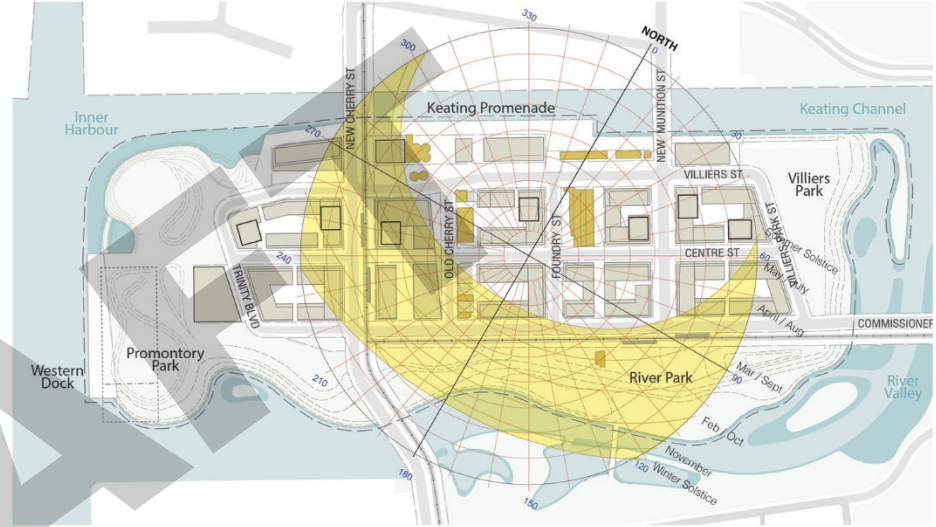 330
NORTH
0
300
NEW CHERRY ST
Keating Promenade
NEW MUNITION ST
Keating Channel
Inner
Harbour
270
30
VILLIERS ST
Villiers
Park
OLD CHERRY ST
FOUNDRY ST
VILLIERS PARK ST
Summer Solstice
CENTRE ST
60
240
May / July
TRINITY BLVD
April / Aug
COMMISSIONER
Promontory
Park
Western
Dock
River Park
Mar / Sept
90
River
Valley
210
Feb / Oct
November
120
Winter Solstice
180
150